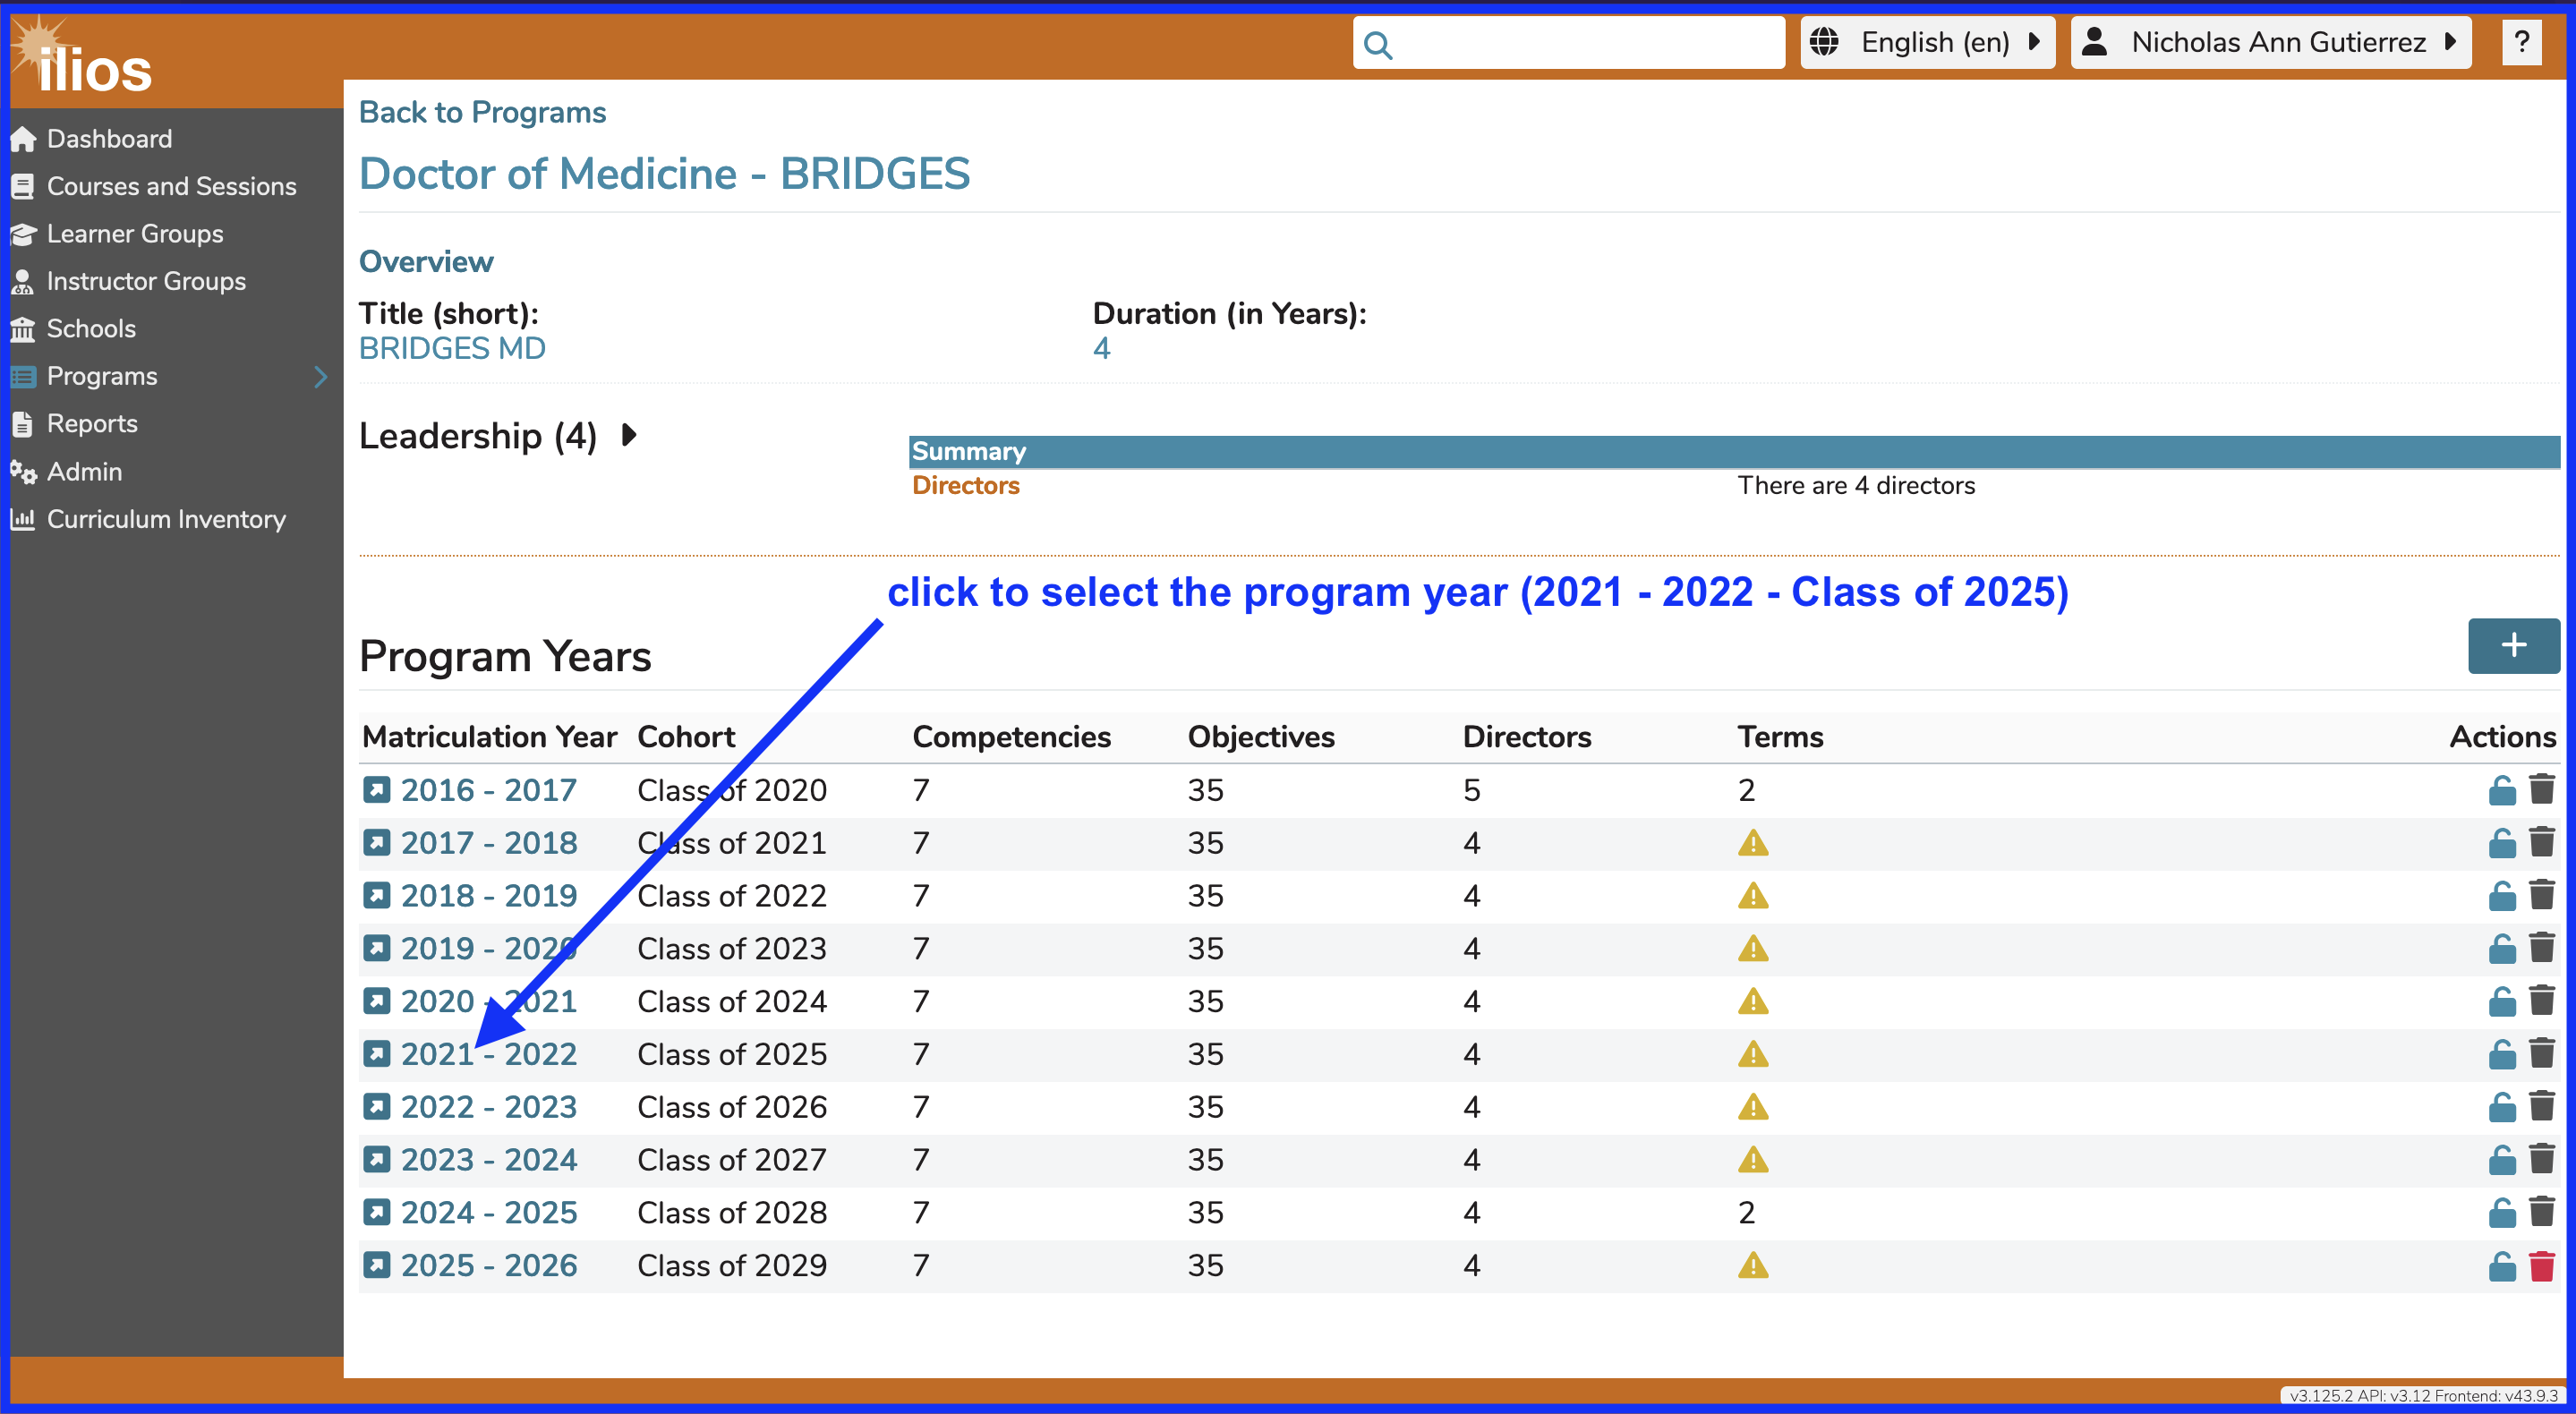 ilios
English (en)
Nicholas Ann Gutierrez
?
Dashboard
Courses and Sessions
Learner Groups
Instructor Groups
Schools
Programs
Reports
Admin
Curriculum Inventory
Back to Programs
Doctor of Medicine - BRIDGES
Overview
Title (short): Duration (in Years):
BRIDGES MD 4
Leadership (4)
Summary
Directors There are 4 directors
click to select the program year (2021 - 2022 - Class of 2025)
Program Years
+
Matriculation Year Cohort Competencies Objectives Directors Terms Actions
2016 - 2017 Class of 2020 7 35 5 2
2017 - 2018 Class of 2021 7 35 4
2018 - 2019 Class of 2022 7 35 4
2019 - 2020 Class of 2023 7 35 4
2020 - 2021 Class of 2024 7 35 4
2021 - 2022 Class of 2025 7 35 4
2022 - 2023 Class of 2026 7 35 4
2023 - 2024 Class of 2027 7 35 4
2024 - 2025 Class of 2028 7 35 4 2
2025 - 2026 Class of 2029 7 35 4
v3.125.2 API: v3.12 Frontend: v43.9.3